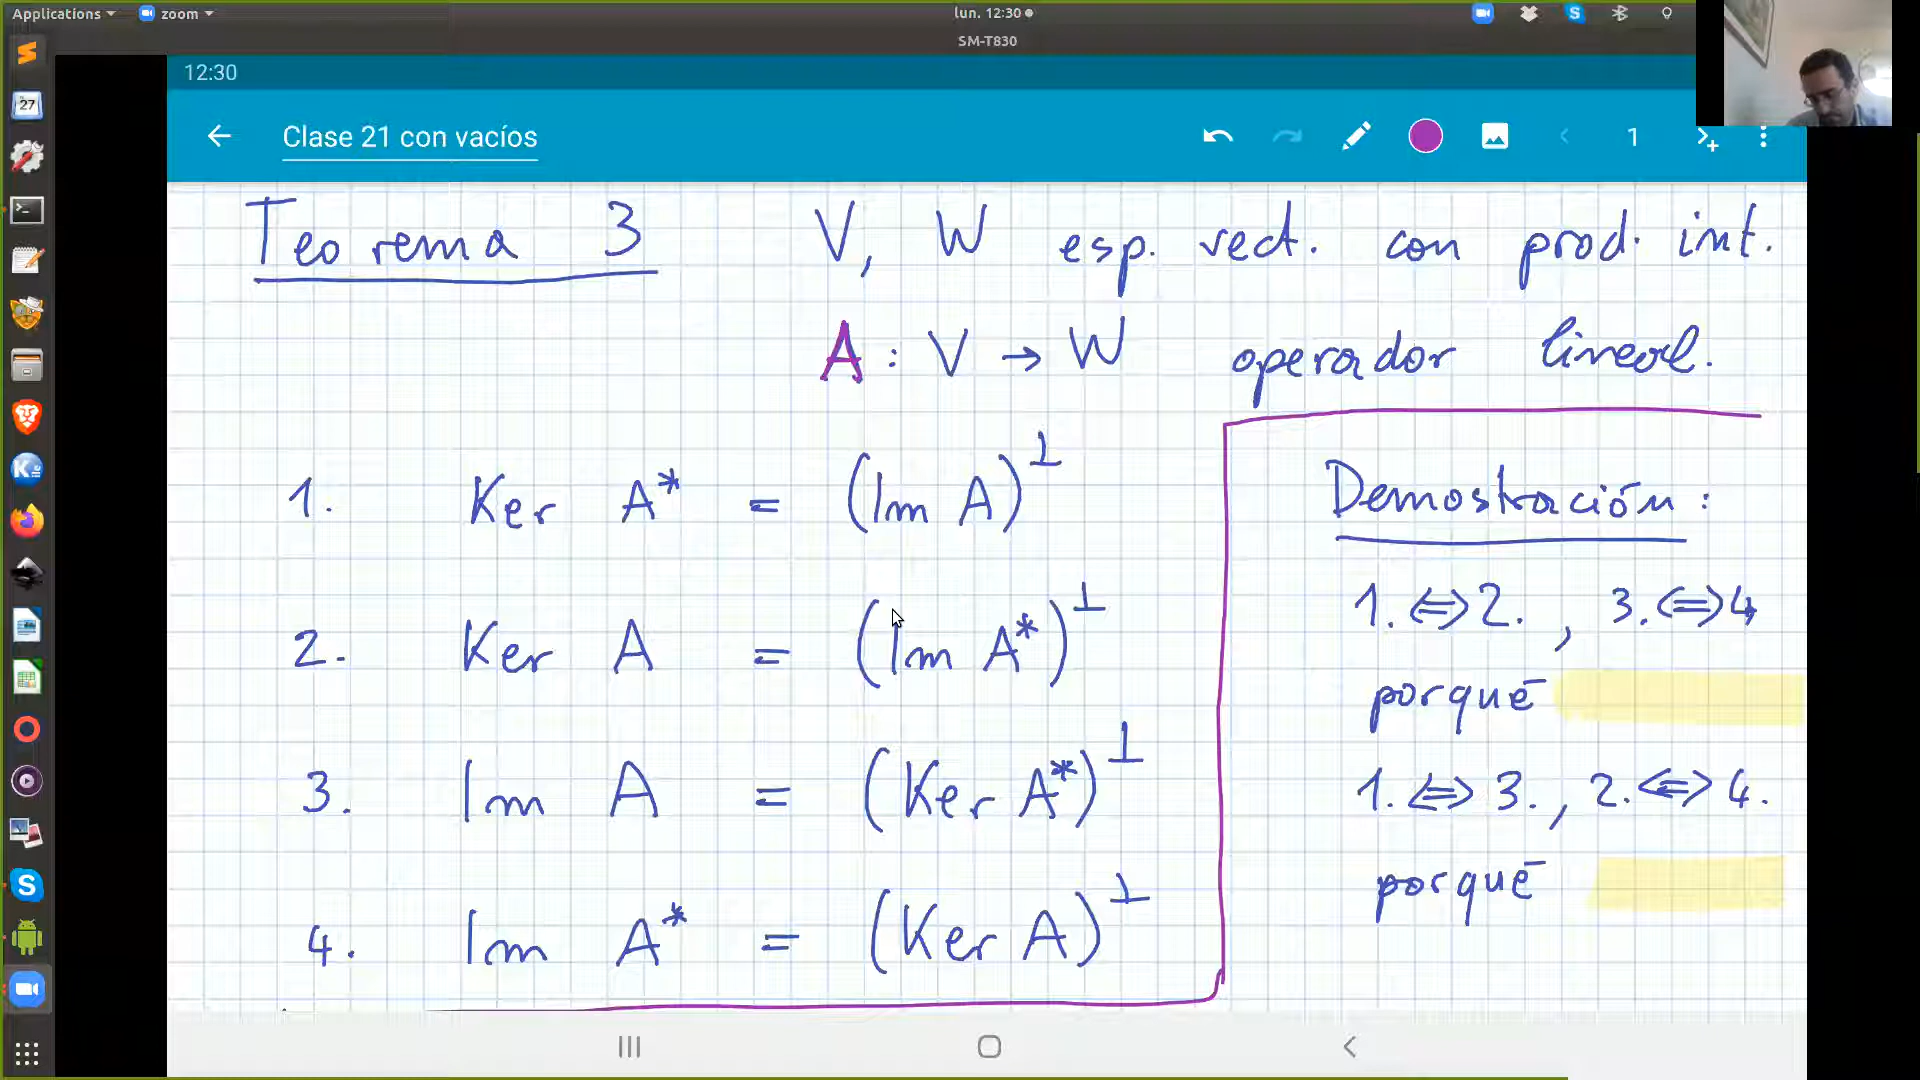 Applications zoom lun. 12:30
SM-T830
12:30
27
Clase 21 con vacíos
1
Teorema 3 V, W esp. vect. con prod. int.
A : V → W operador lineal.
1. Ker A* = (Im A)^⊥
2. Ker A = (Im A*)^⊥
3. Im A = (Ker A*)^⊥
4. Im A* = (Ker A)^⊥
Demostración:
1. ⇔ 2. , 3. ⇔ 4
porqué
1. ⇔ 3. , 2. ⇔ 4.
porqué